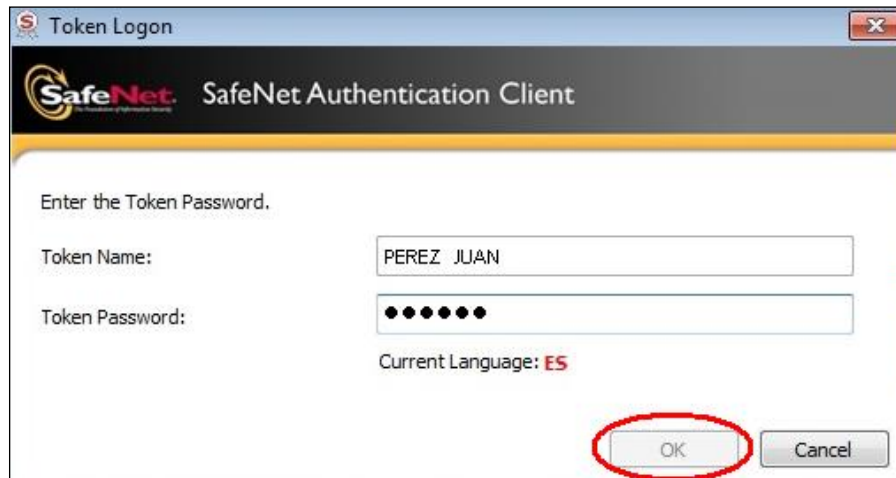 Token Logon
SafeNet. SafeNet Authentication Client
Enter the Token Password.
Token Name: PEREZ JUAN
Token Password: ●●●●●●
Current Language: ES
OK Cancel